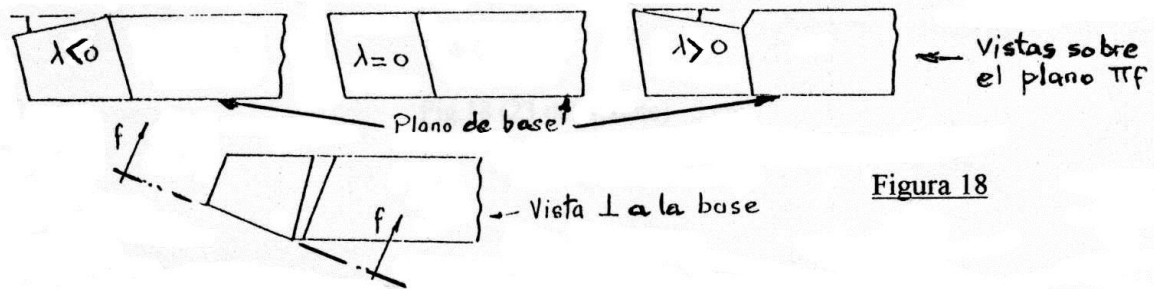 λ<0
λ=0
λ>0
Vistas sobre
el plano πf
Plano de base
f
f
Vista ⊥ a la base
Figura 18